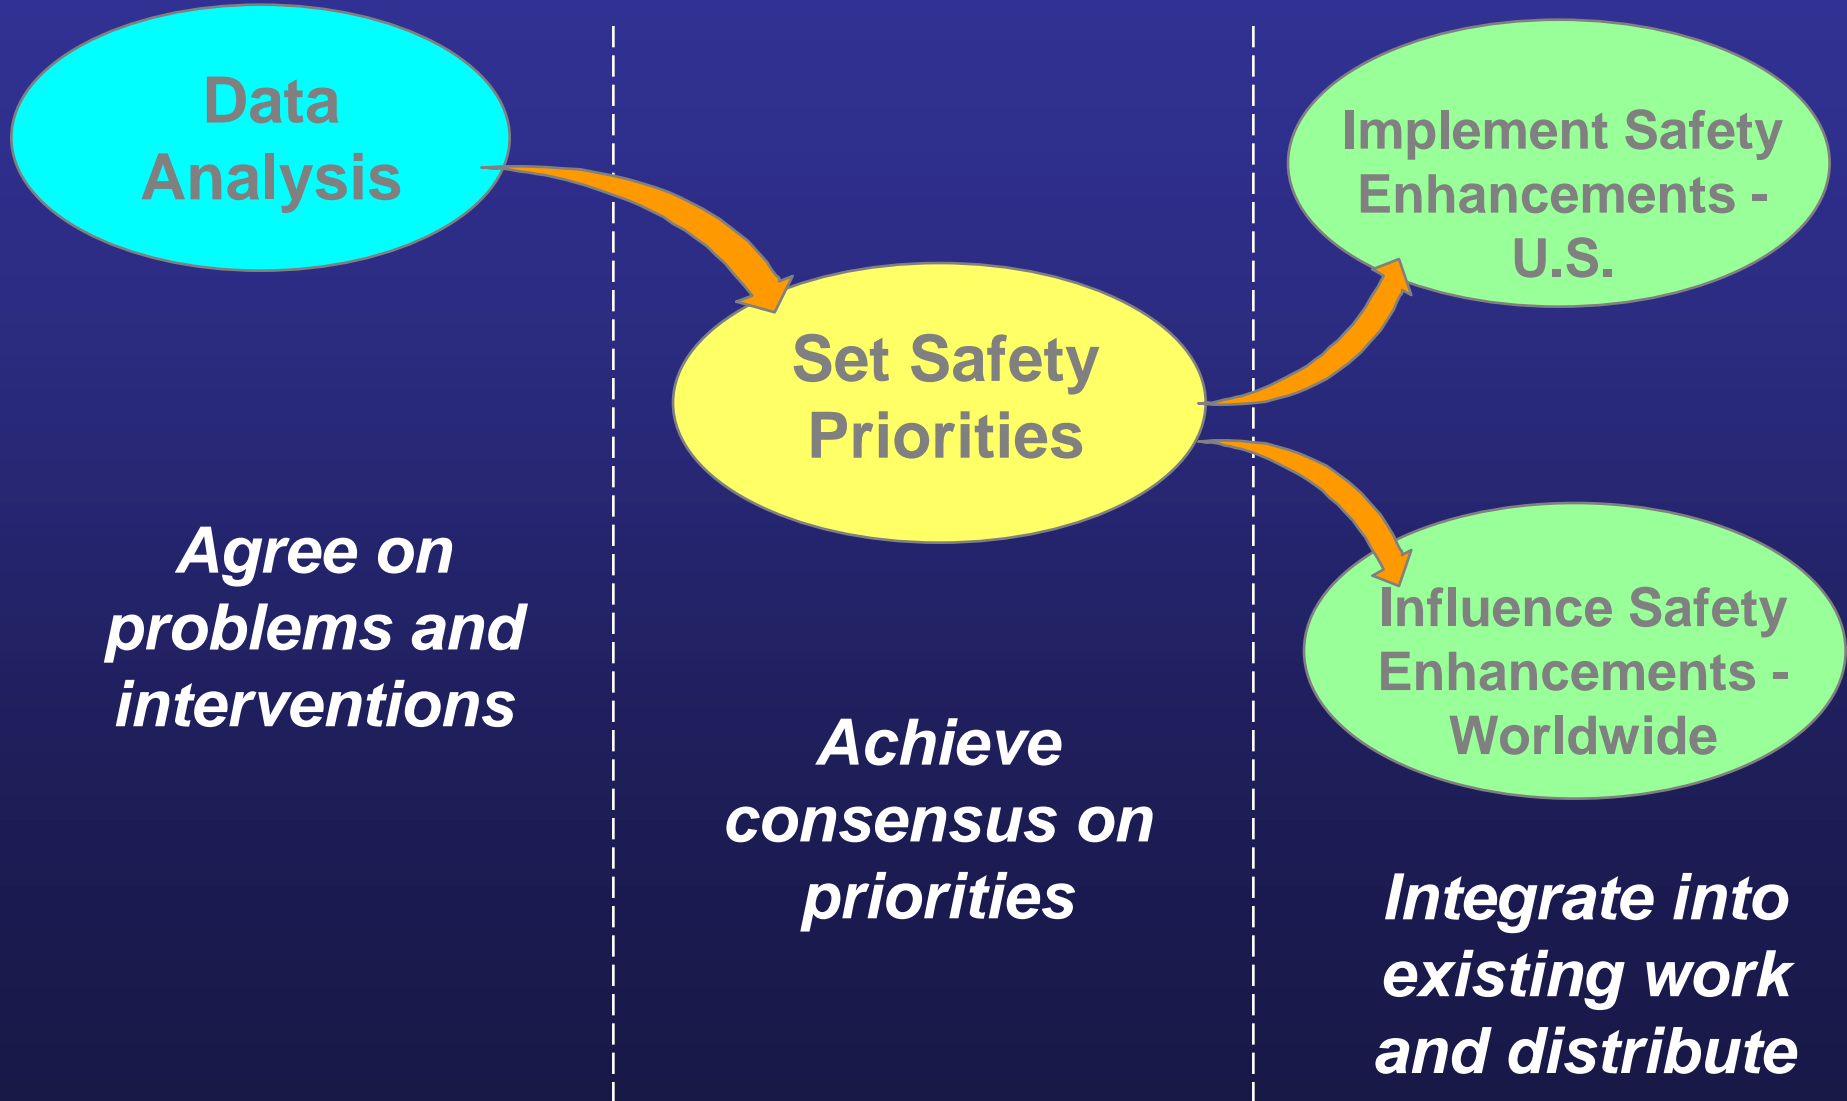 Data
Analysis
Agree on
problems and
interventions
Set Safety
Priorities
Achieve
consensus on
priorities
Implement Safety
Enhancements -
U.S.
Influence Safety
Enhancements -
Worldwide
Integrate into
existing work
and distribute